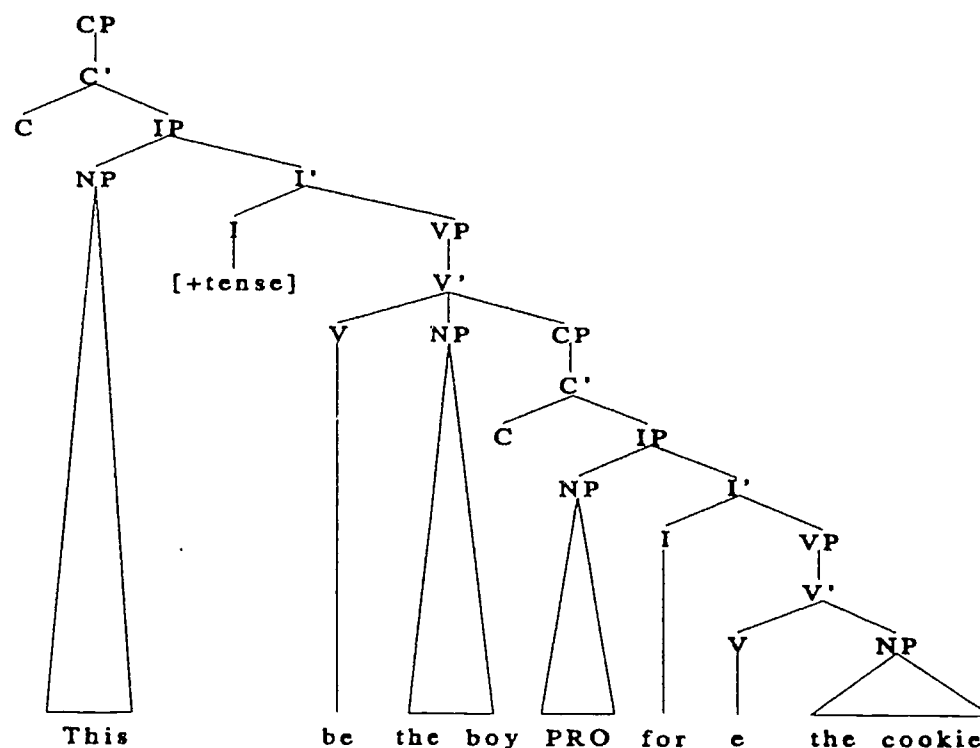 CP
C'
C IP
NP I'
I VP
[+tense] V'
V NP CP
C'
C IP
NP I'
I VP
V'
V NP
This be the boy PRO for e the cookie